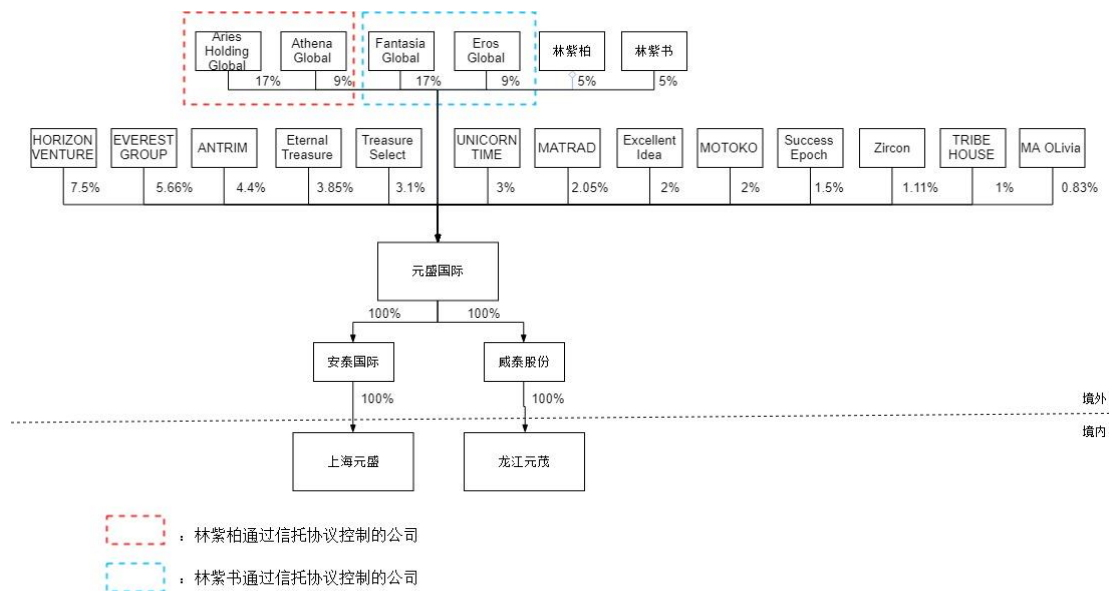 Aries
Holding
Global
Athena
Global
Fantasia
Global
Eros
Global
林紫柏
林紫书
17%
9%
17%
9%
5%
5%
HORIZON
VENTURE
EVEREST
GROUP
ANTRIM
Eternal
Treasure
Treasure
Select
UNICORN
TIME
MATRAD
Excellent
Idea
MOTOKO
Success
Epoch
Zircon
TRIBE
HOUSE
MA OLivia
7.5%
5.66%
4.4%
3.85%
3.1%
3%
2.05%
2%
2%
1.5%
1.11%
1%
0.83%
元盛国际
100%
100%
安泰国际
威泰股份
100%
100%
境外
境内
上海元盛
龙江元茂
：林紫柏通过信托协议控制的公司
：林紫书通过信托协议控制的公司